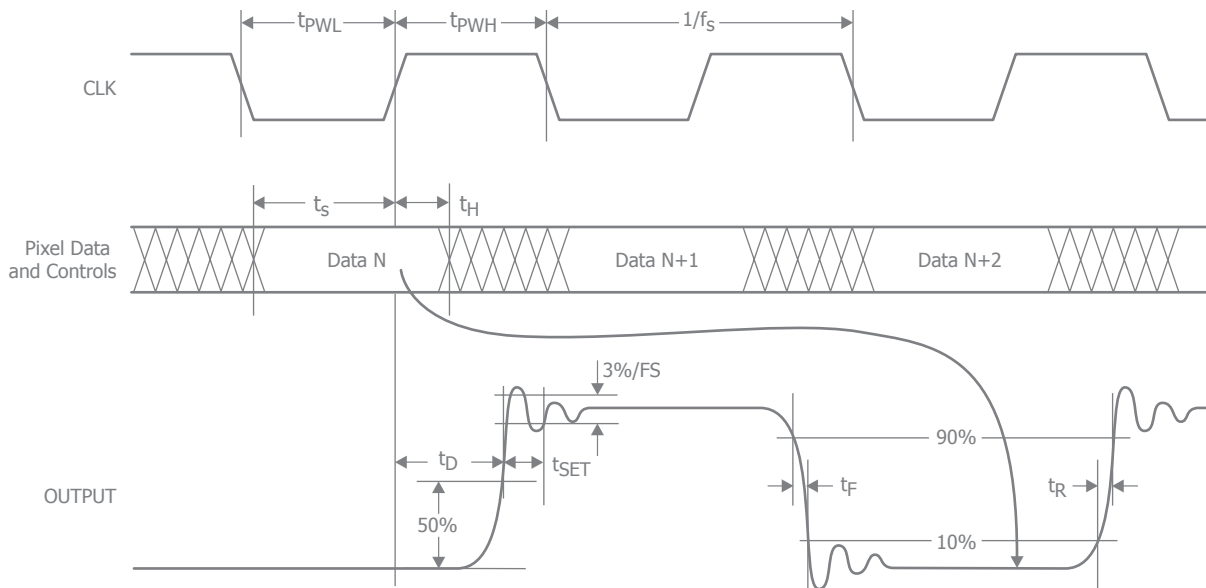 tPWL
tPWH
1/fs
CLK
ts
tH
Pixel Data
and Controls
Data N
Data N+1
Data N+2
3%/FS
90%
tD
tSET
tF
tR
OUTPUT
50%
10%